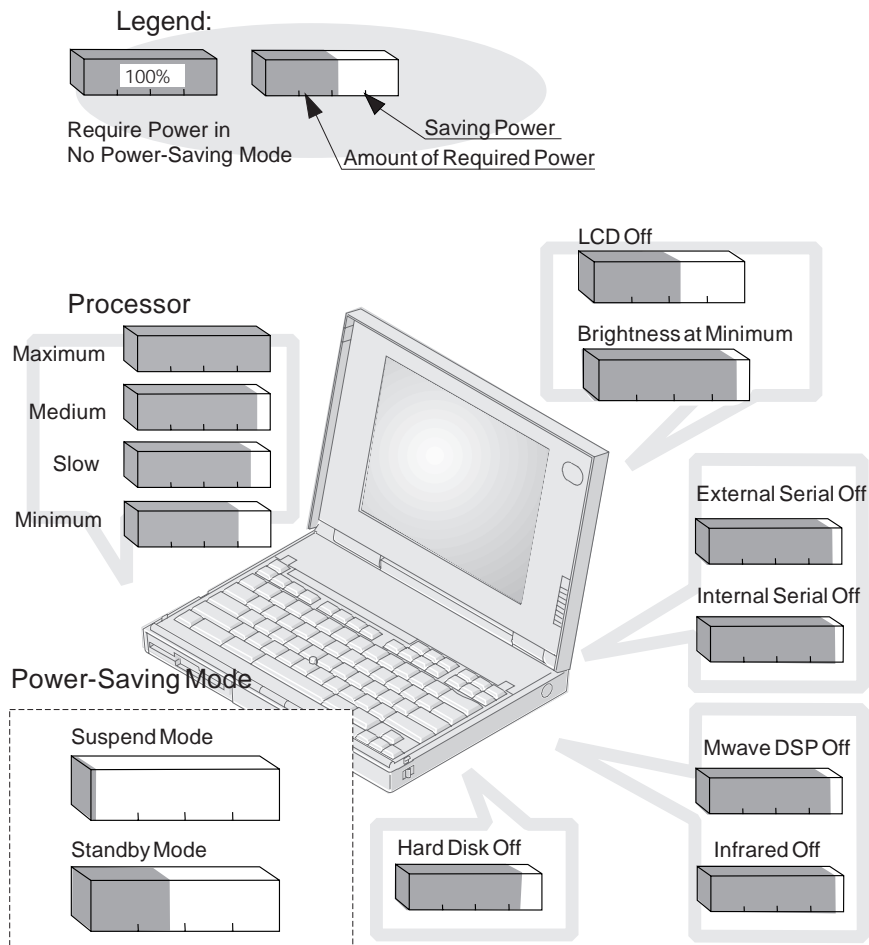 Legend:
100%
Require Power in
No Power-Saving Mode
Saving Power
Amount of Required Power
LCD Off
Brightness at Minimum
Processor
Maximum
Medium
Slow
Minimum
External Serial Off
Internal Serial Off
Power-Saving Mode
Suspend Mode
Standby Mode
Hard Disk Off
Mwave DSP Off
Infrared Off